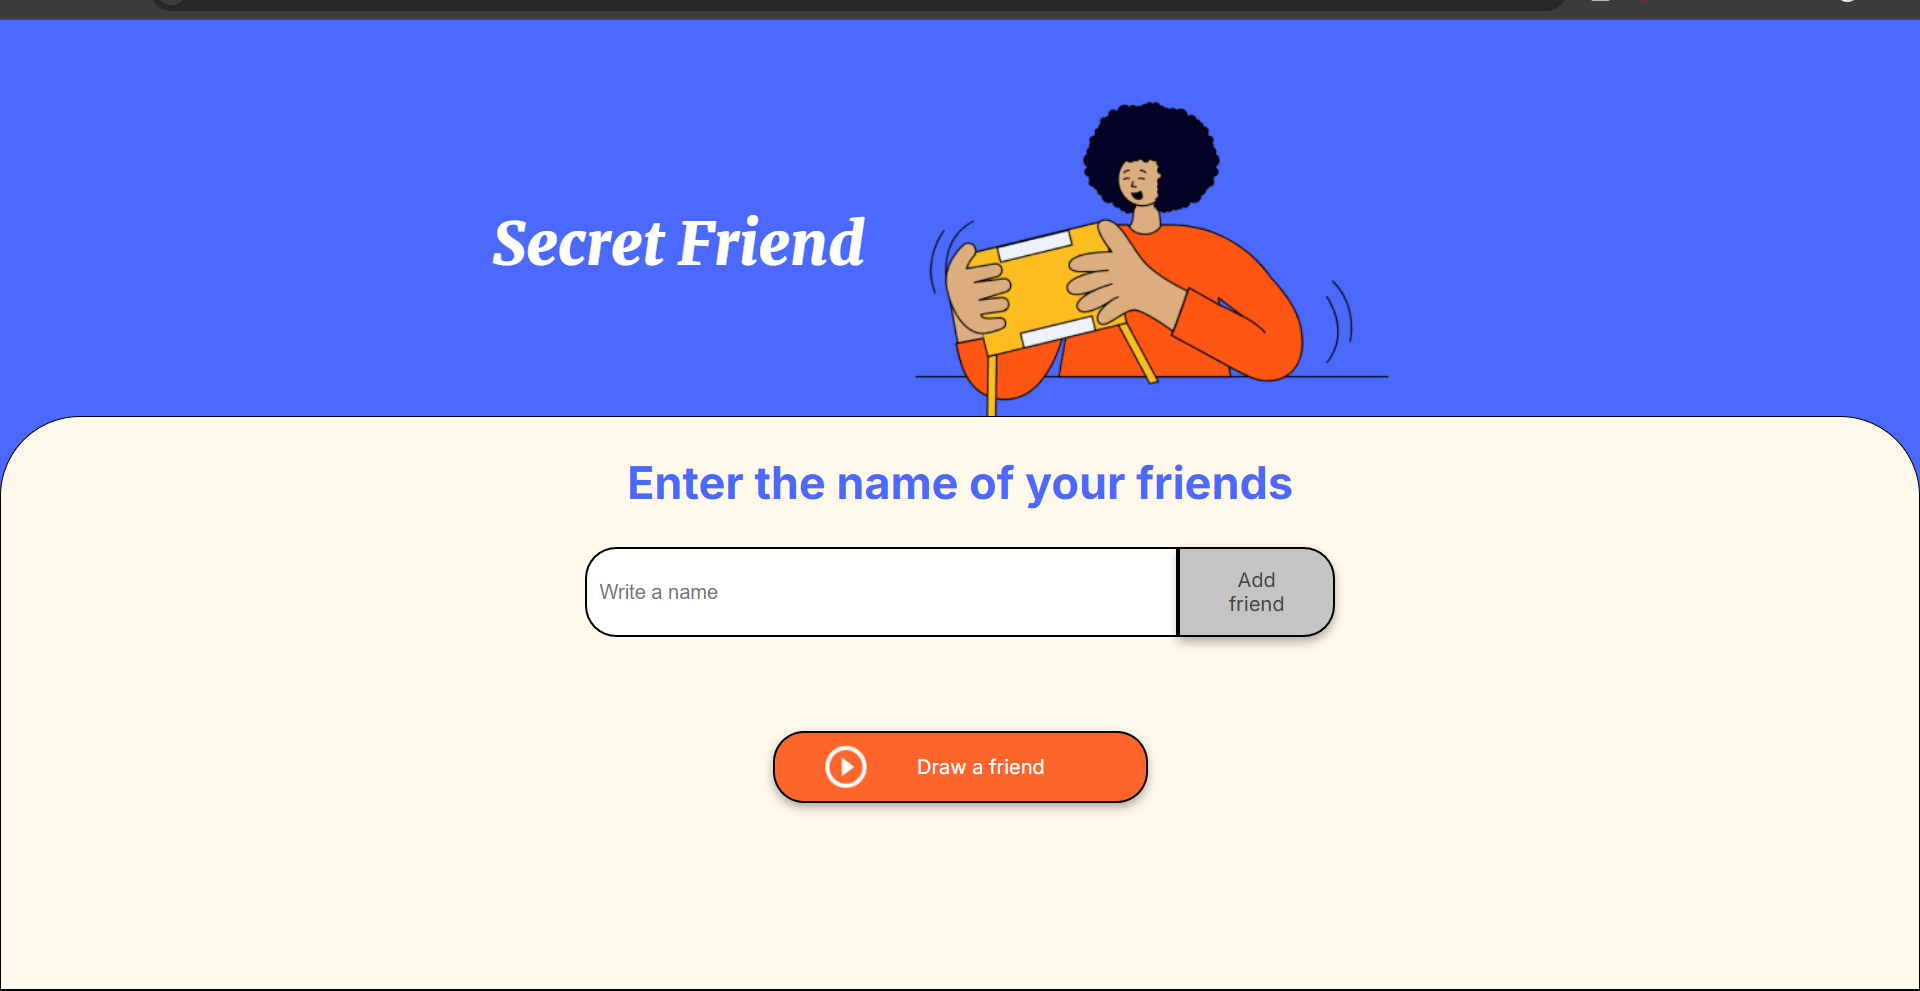 Secret Friend
Enter the name of your friends
Write a name
Add
friend
Draw a friend